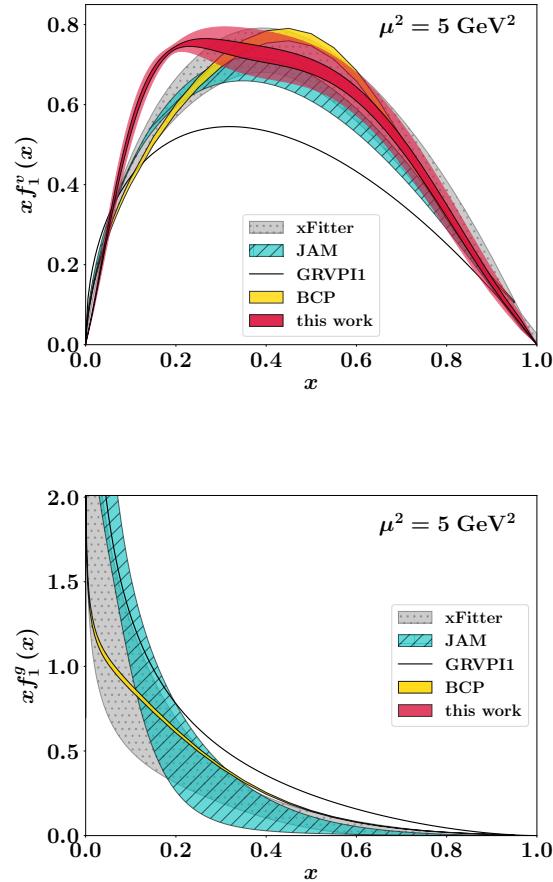 μ² = 5 GeV²
x f₁ᵛ(x)
0.8
0.6
0.4
0.2
0.0
xFitter
JAM
GRVPI1
BCP
this work
0.0 0.2 0.4 0.6 0.8 1.0
x
μ² = 5 GeV²
x f₁ᵍ(x)
2.0
1.5
1.0
0.5
0.0
xFitter
JAM
GRVPI1
BCP
this work
0.0 0.2 0.4 0.6 0.8 1.0
x